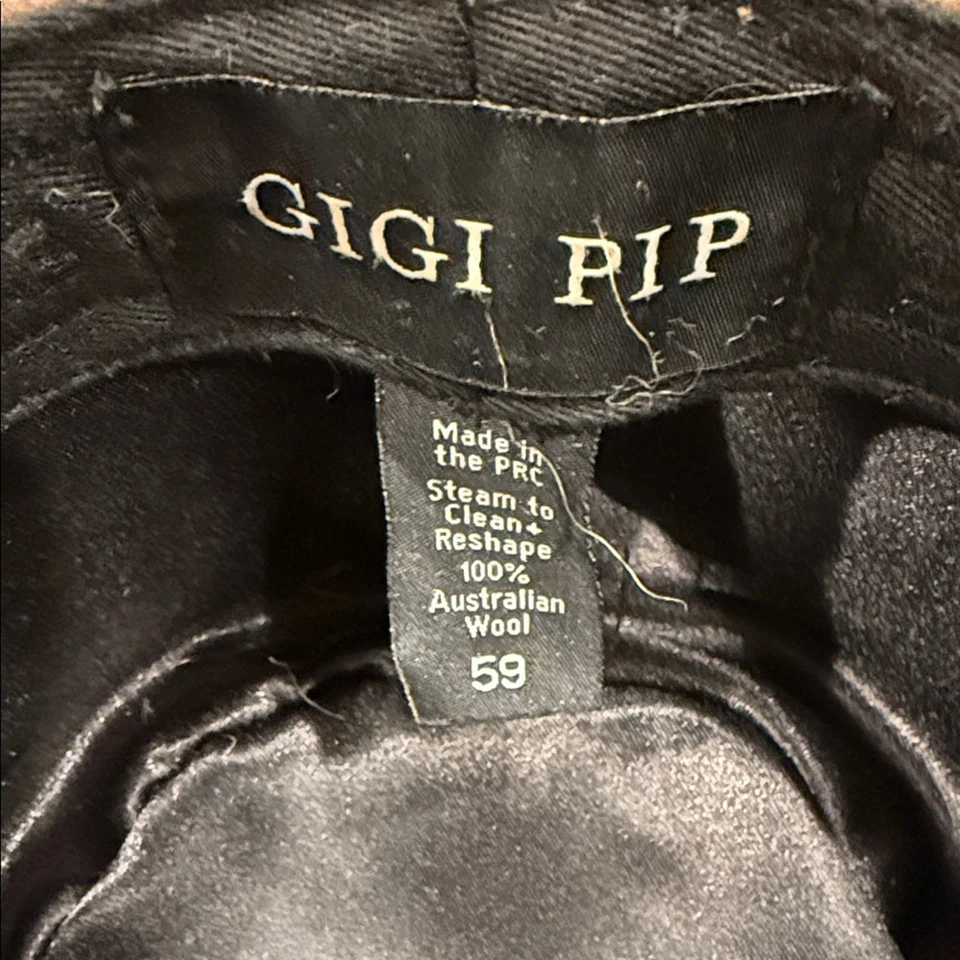 GIGI PIP
Made in
the PRC
Steam to
Clean+
Reshape
100%
Australian
Wool
59